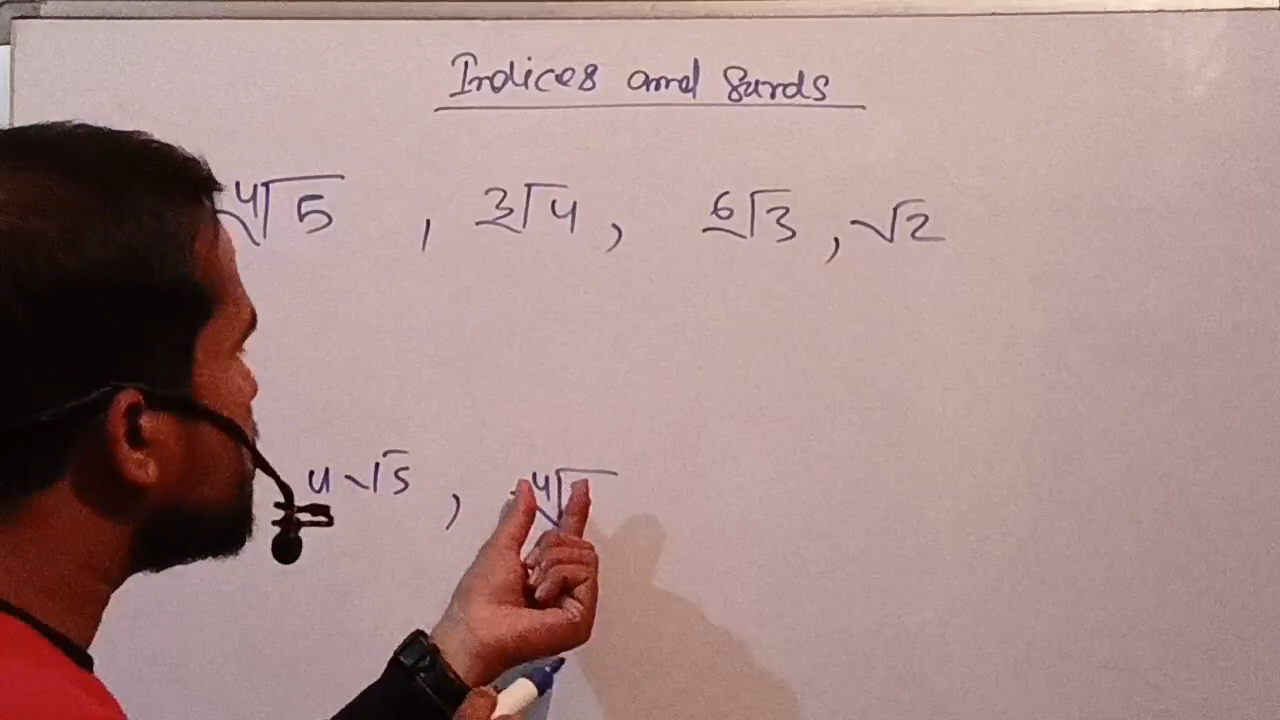 Indices and Surds
⁴√5 , ³√4 , ⁶√3 , √2
4√5 , ⁴√